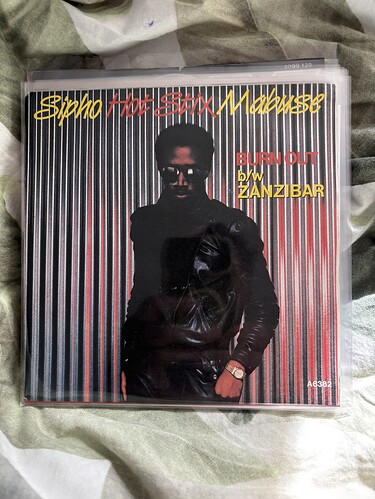 Sipho Hot Stix Mabuse
BURN OUT
b/w
ZANZIBAR
A6382